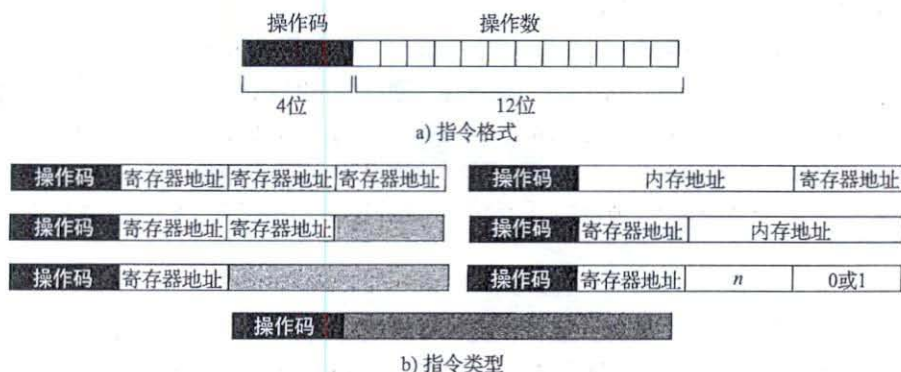 操作码 操作数
4位 12位
a) 指令格式
操作码 寄存器地址 寄存器地址 寄存器地址 操作码 内存地址 寄存器地址
操作码 寄存器地址 寄存器地址 操作码 寄存器地址 内存地址
操作码 寄存器地址 操作码 寄存器地址 n 0或1
操作码
b) 指令类型